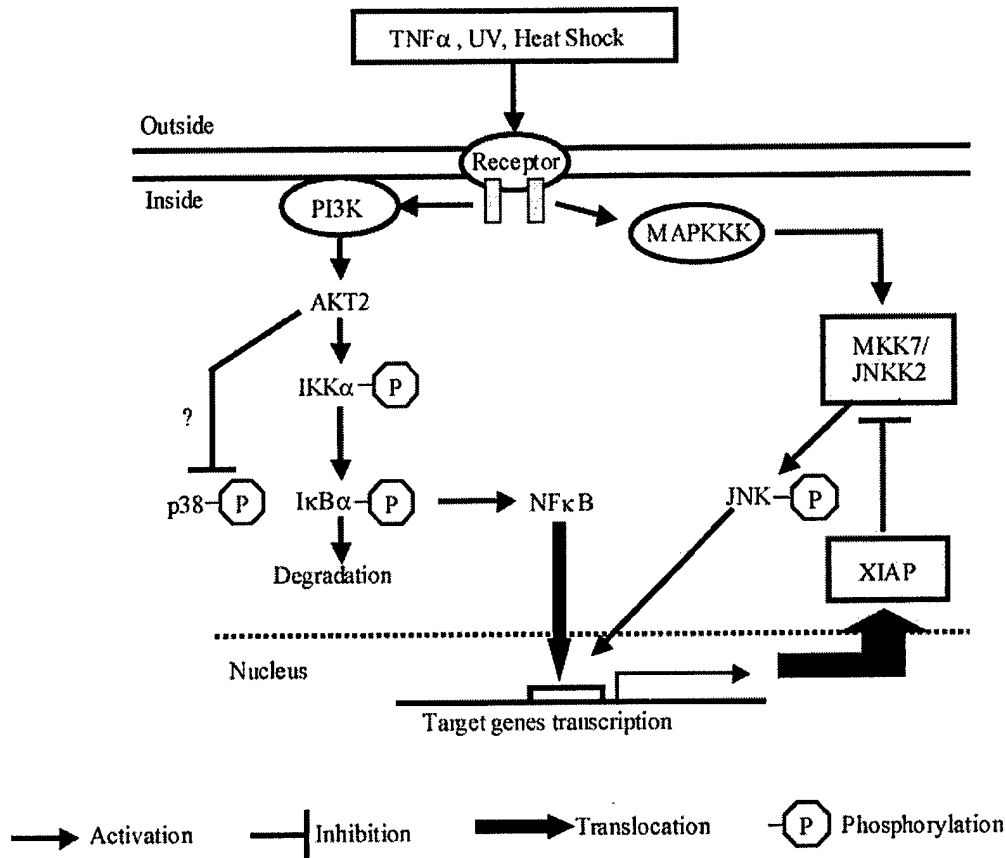 TNFα , UV, Heat Shock
Outside
Receptor
Inside
PI3K
MAPKKK
AKT2
MKK7/
JNKK2
IKKα P
?
p38 P
IκBα P
NFκB
JNK P
Degradation
XIAP
Nucleus
Target genes transcription
Activation
Inhibition
Translocation
P Phosphorylation